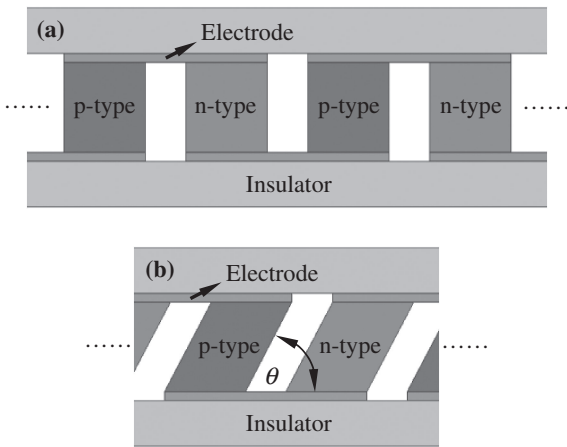 (a)
Electrode
...... p-type n-type p-type n-type ......
Insulator
(b)
Electrode
...... p-type n-type ......
θ
Insulator